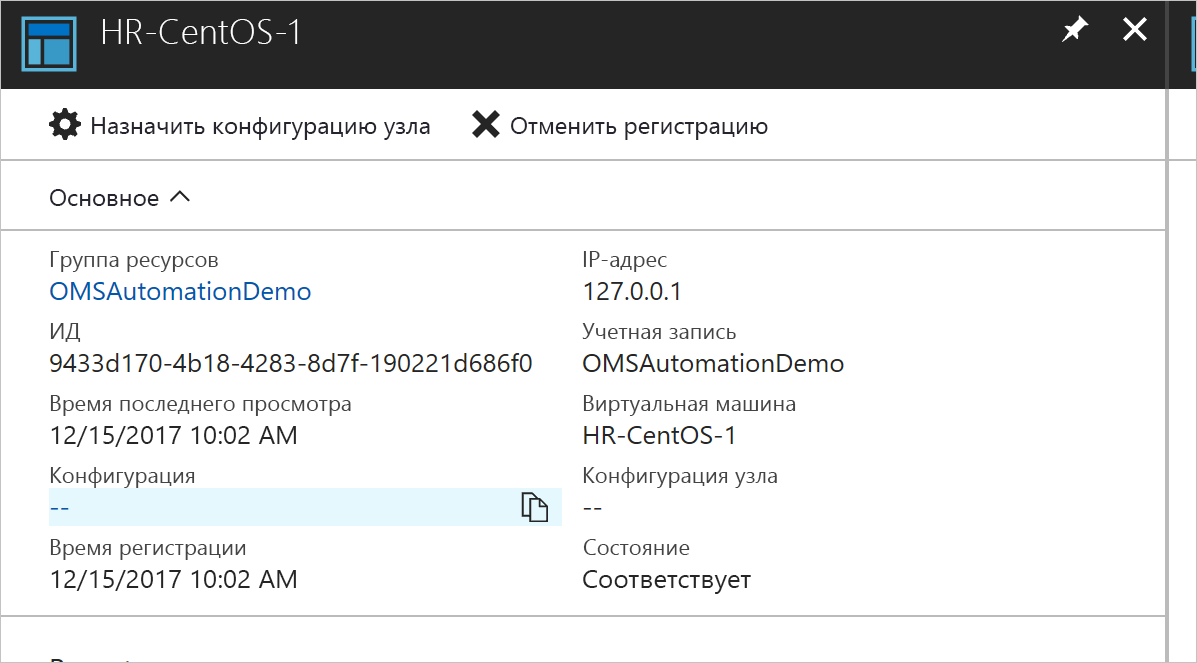 HR-CentOS-1
Назначить конфигурацию узла
Отменить регистрацию
Основное
Группа ресурсов
OMSAutomationDemo
IP-адрес
127.0.0.1
ИД
9433d170-4b18-4283-8d7f-190221d686f0
Учетная запись
OMSAutomationDemo
Время последнего просмотра
12/15/2017 10:02 AM
Виртуальная машина
HR-CentOS-1
Конфигурация
--
Конфигурация узла
--
Время регистрации
12/15/2017 10:02 AM
Состояние
Соответствует